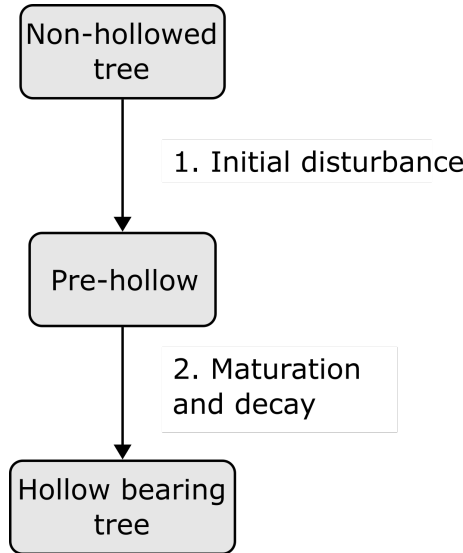 Non-hollowed
tree
1. Initial disturbance
Pre-hollow
2. Maturation
and decay
Hollow bearing
tree